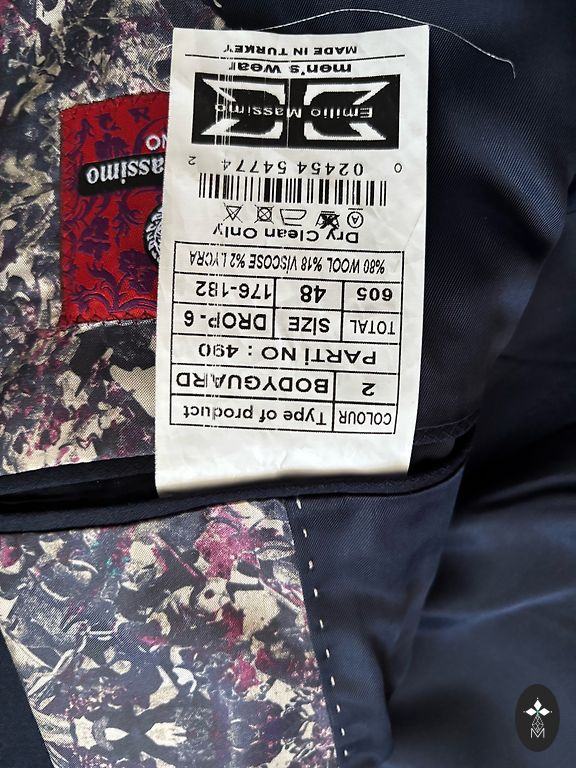 COLOUR Type of product
2 BODYGUARD
PARTI NO : 490
TOTAL SIZE DROP-6
605 48 176-182
%80 WOOL %18 VISCOSE %2 LYCRA
Dry Clean Only
A
0 02454 54774 2
Emilio Massimo
men's wear
MADE IN TURKEY
Massimo
NO
M